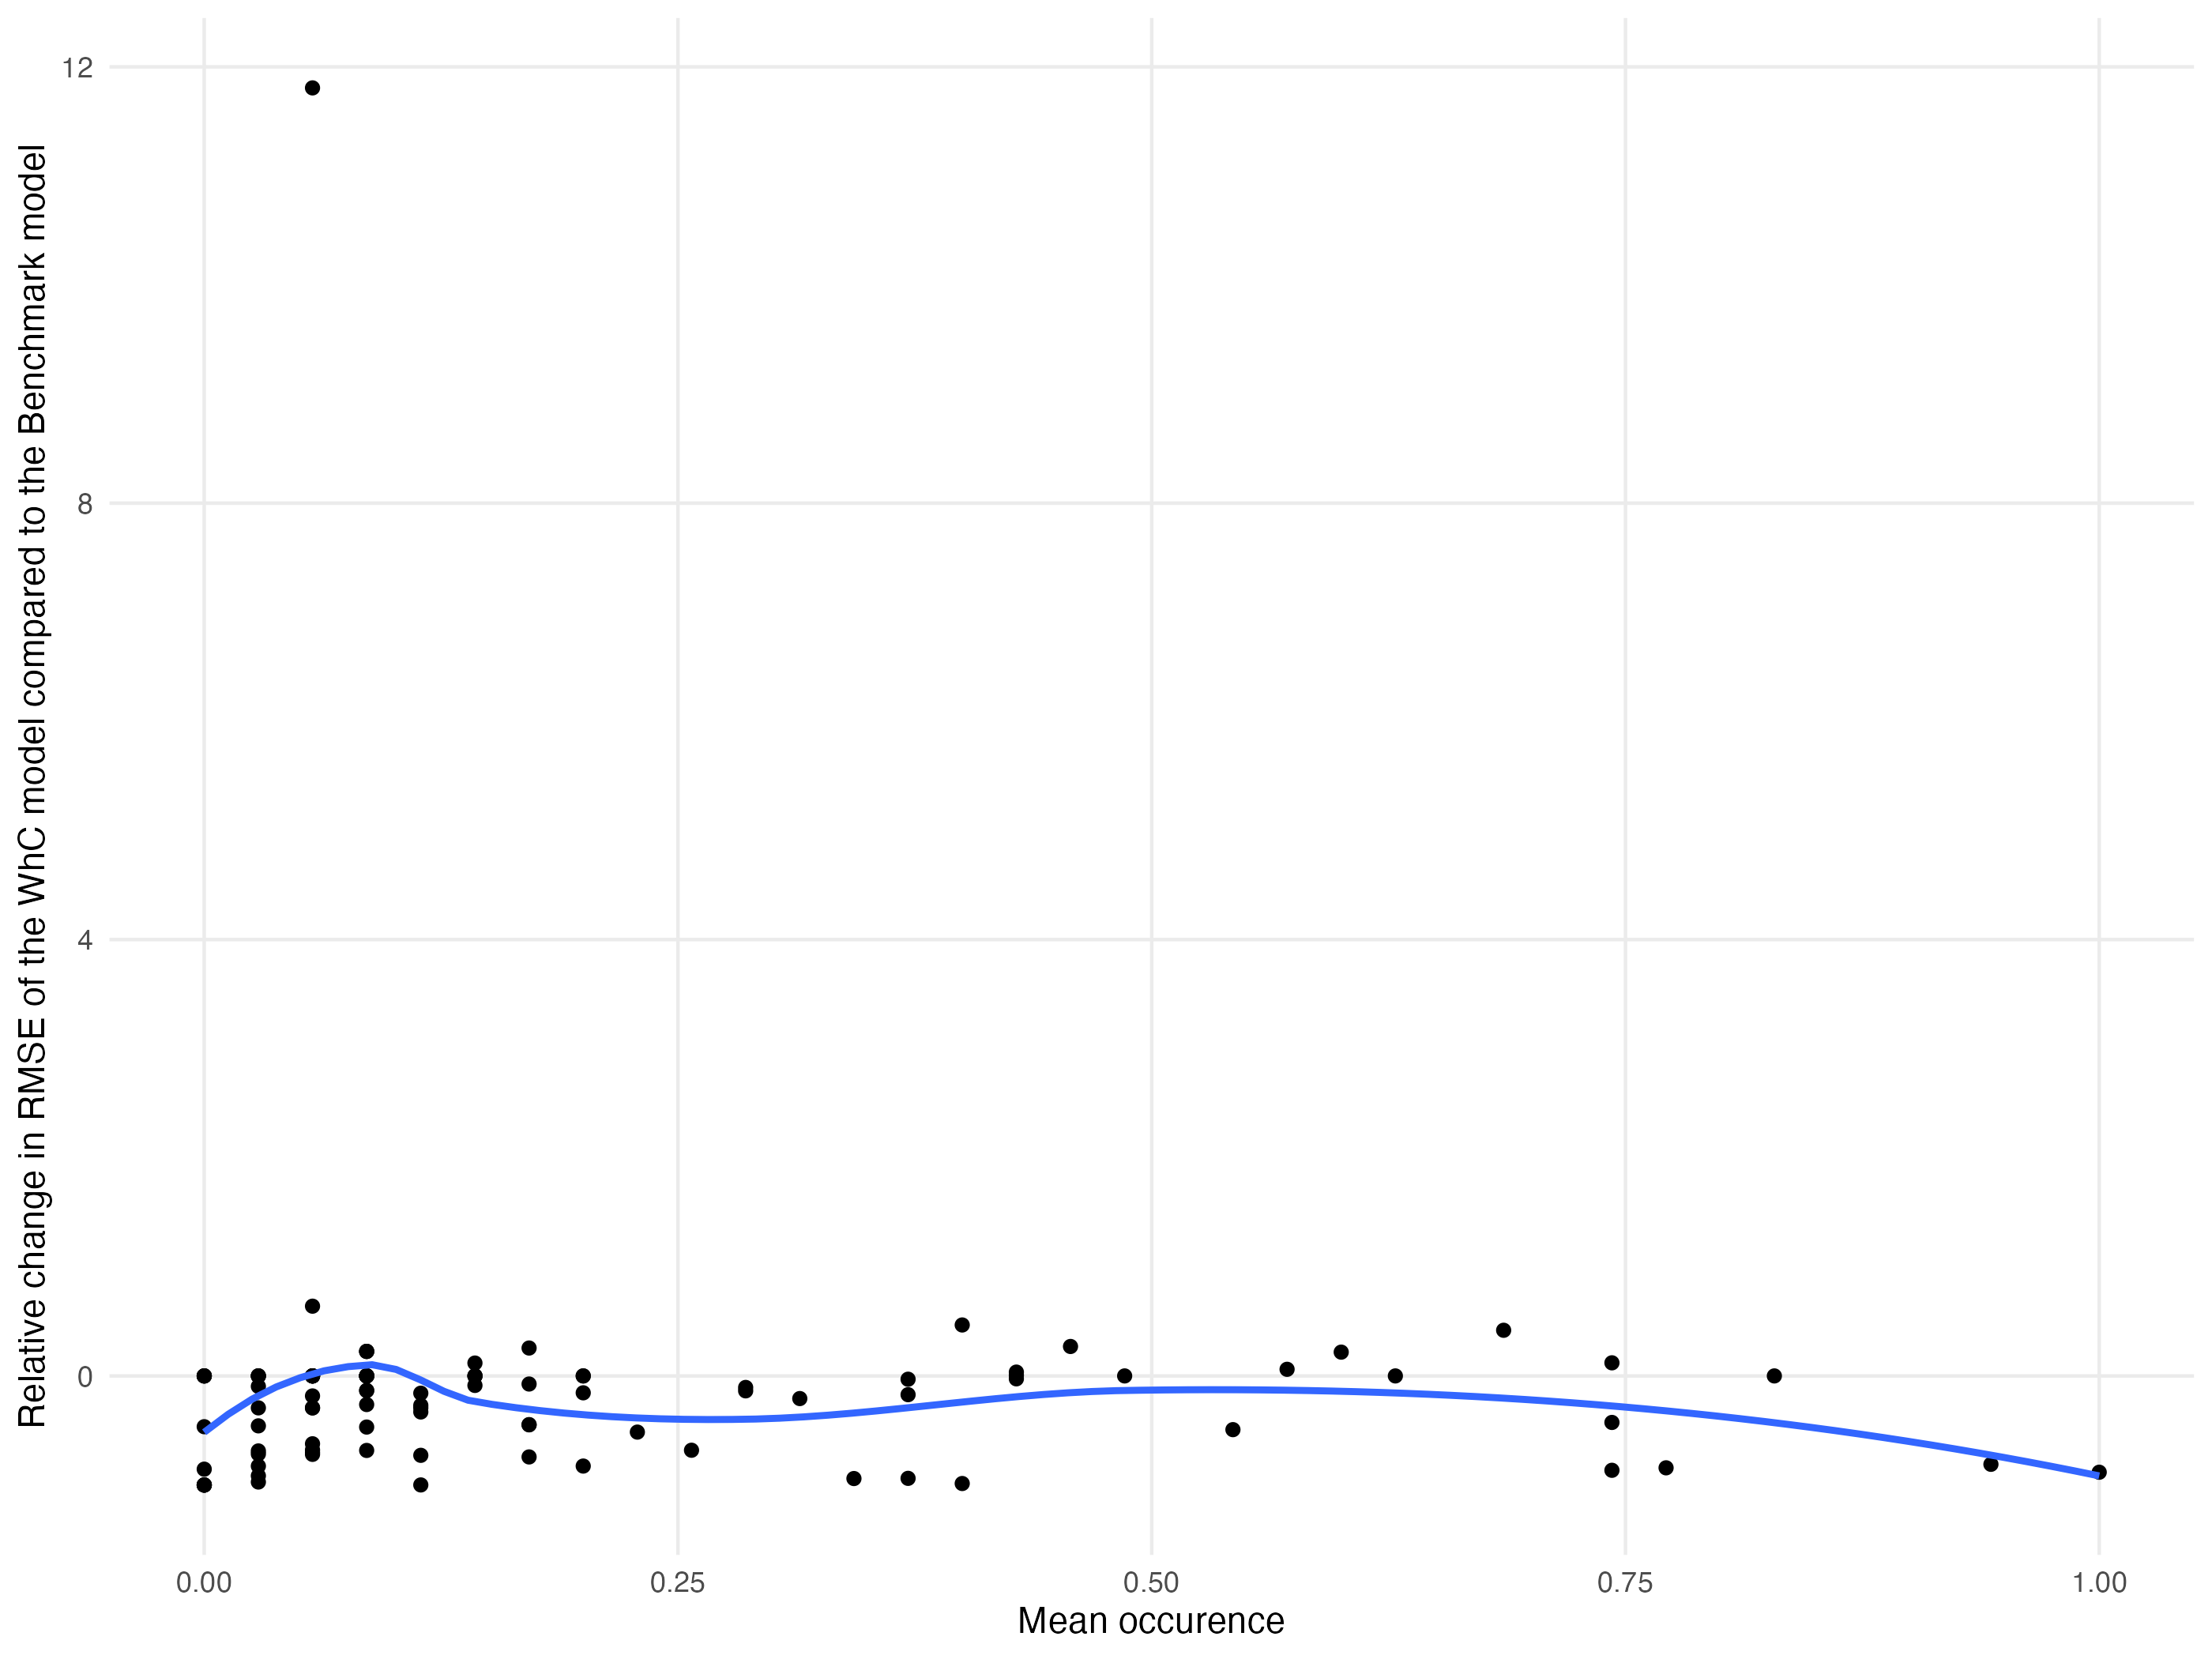 Relative change in RMSE of the WhC model compared to the Benchmark model
12
8
4
0
0.00 0.25 0.50 0.75 1.00
Mean occurence